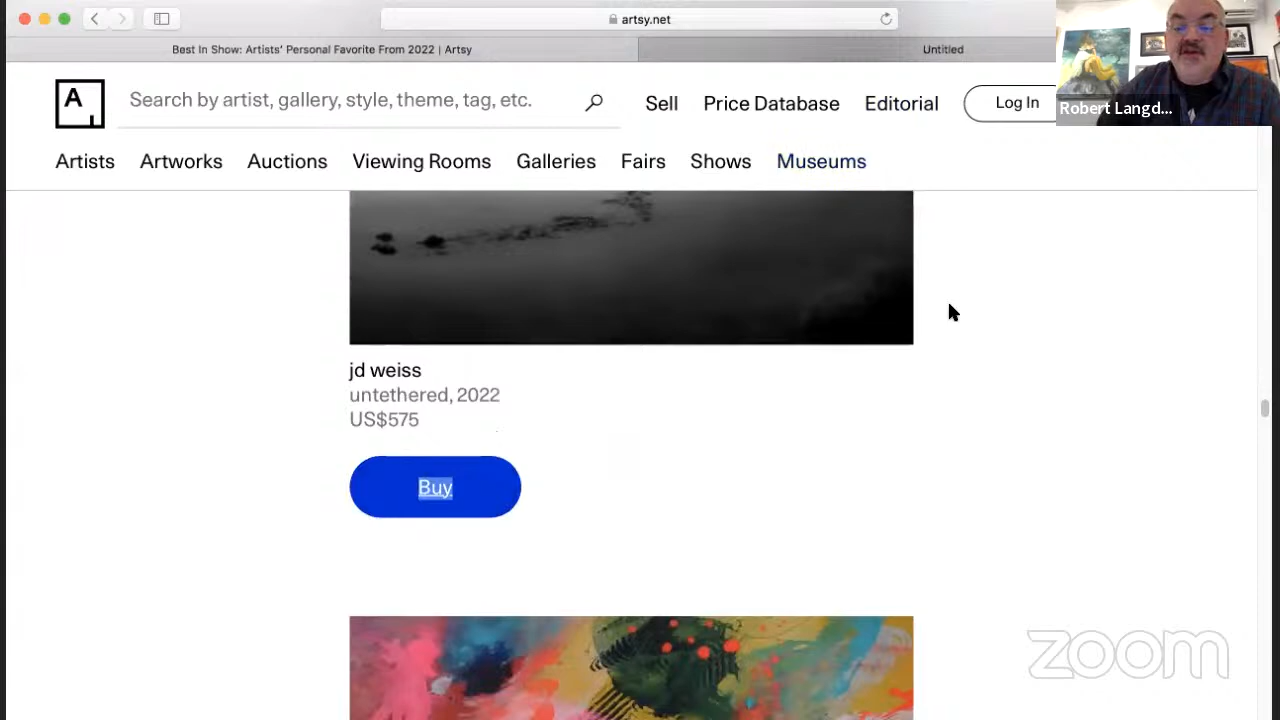 artsy.net
Best In Show: Artists' Personal Favorite From 2022 | Artsy
Untitled
A
Search by artist, gallery, style, theme, tag, etc.
Sell
Price Database
Editorial
Log In
Robert Langd...
Artists
Artworks
Auctions
Viewing Rooms
Galleries
Fairs
Shows
Museums
jd weiss
untethered, 2022
US$575
Buy
zoom